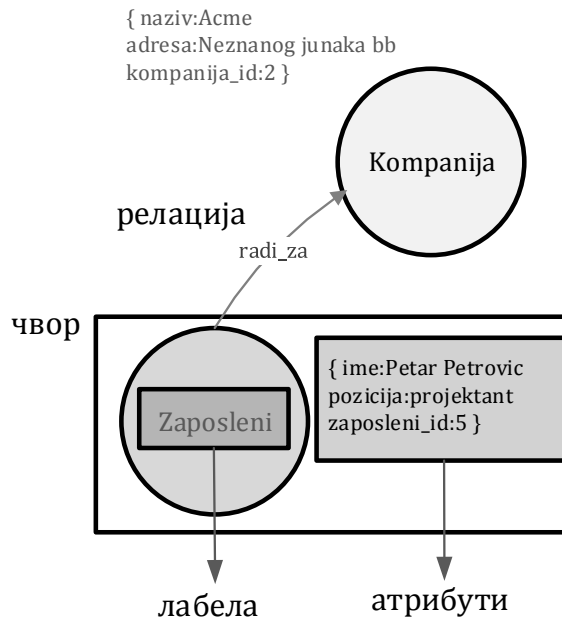 { naziv:Acme
adresa:Neznanog junaka bb
kompanija_id:2 }
Kompanija
релација
radi_za
чвор
{ ime:Petar Petrovic
pozicija:projektant
zaposleni_id:5 }
Zaposleni
лабела
атрибути